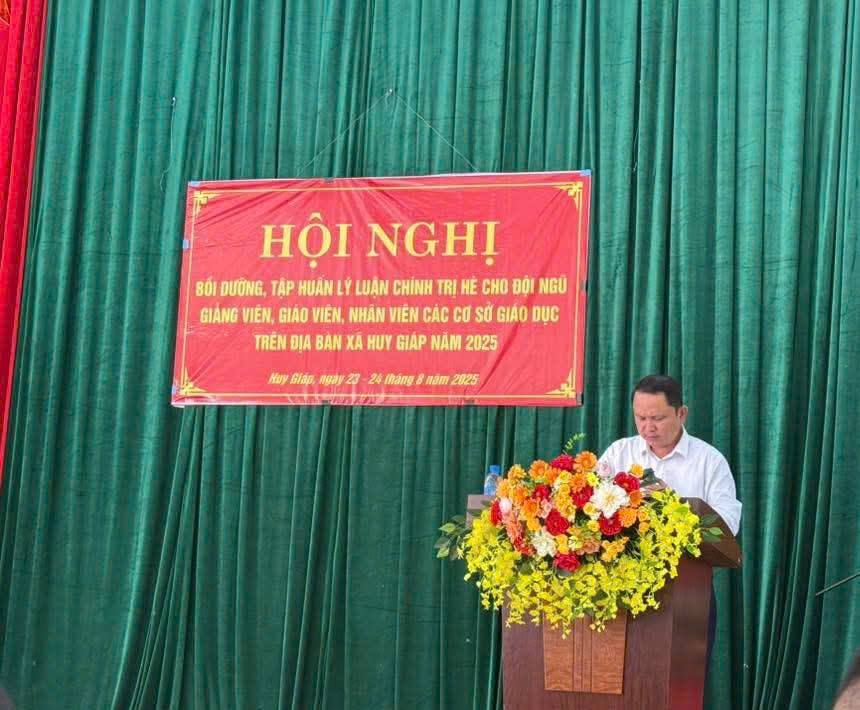 HỘI NGHỊ
BỒI DƯỠNG, TẬP HUẤN LÝ LUẬN CHÍNH TRỊ HÈ CHO ĐỘI NGŨ
GIẢNG VIÊN, GIÁO VIÊN, NHÂN VIÊN CÁC CƠ SỞ GIÁO DỤC
TRÊN ĐỊA BÀN XÃ HUY GIÁP NĂM 2025
Huy Giáp, ngày 23 - 24 tháng 8 năm 2025